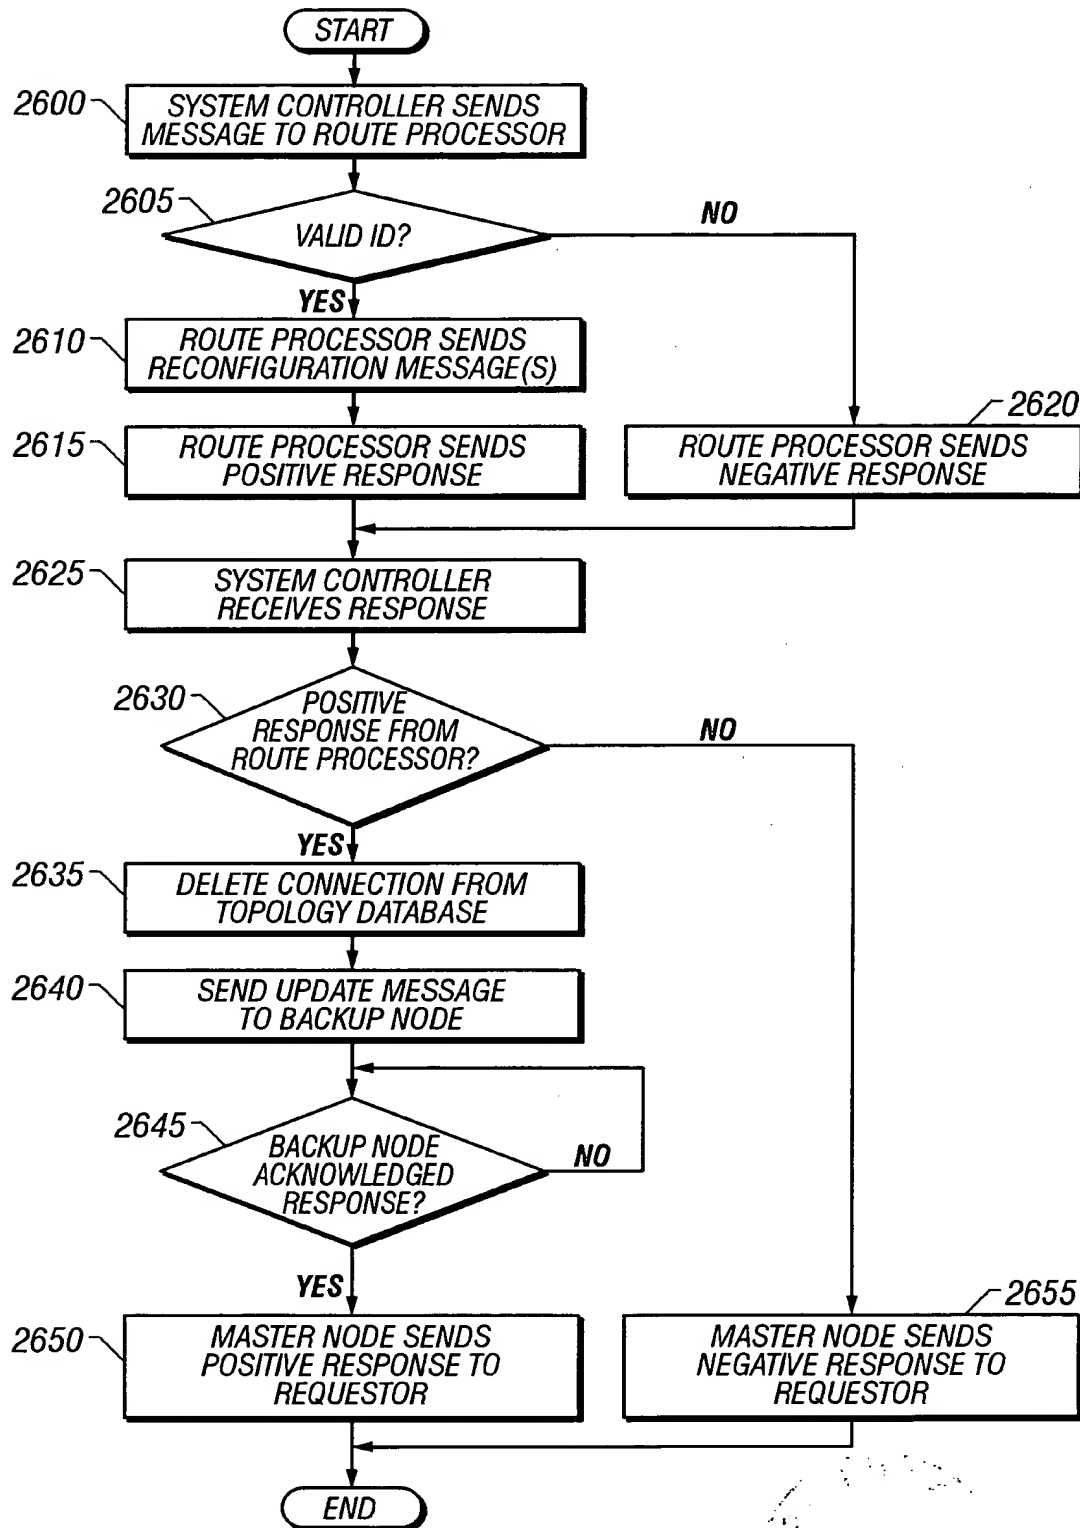 START
2600
SYSTEM CONTROLLER SENDS
MESSAGE TO ROUTE PROCESSOR
2605
VALID ID?
NO
YES
2610
ROUTE PROCESSOR SENDS
RECONFIGURATION MESSAGE(S)
2615
ROUTE PROCESSOR SENDS
POSITIVE RESPONSE
2620
ROUTE PROCESSOR SENDS
NEGATIVE RESPONSE
2625
SYSTEM CONTROLLER
RECEIVES RESPONSE
2630
POSITIVE
RESPONSE FROM
ROUTE PROCESSOR?
NO
YES
2635
DELETE CONNECTION FROM
TOPOLOGY DATABASE
2640
SEND UPDATE MESSAGE
TO BACKUP NODE
2645
BACKUP NODE
ACKNOWLEDGED
RESPONSE?
NO
YES
2650
MASTER NODE SENDS
POSITIVE RESPONSE TO
REQUESTOR
2655
MASTER NODE SENDS
NEGATIVE RESPONSE TO
REQUESTOR
END